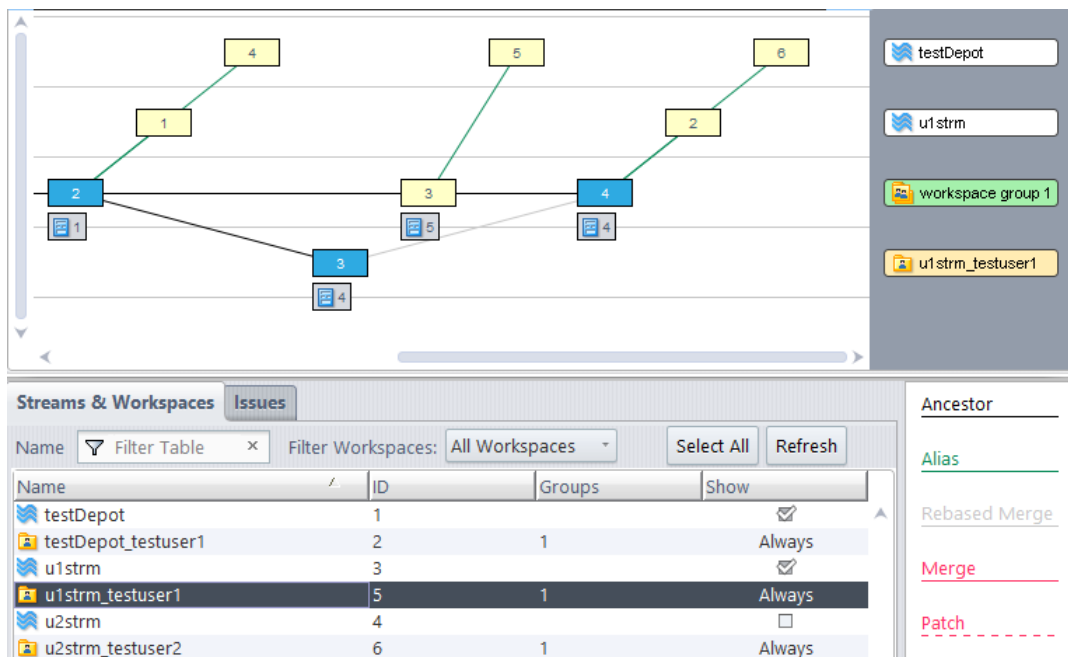 4 5 6 testDepot
1 2 u1strm
2 3 4 workspace group 1
1 5 4
3 u1strm_testuser1
4
Streams & Workspaces Issues Ancestor
Name Filter Table × Filter Workspaces: All Workspaces Select All Refresh
Alias
Name ID Groups Show
testDepot 1 Rebased Merge
testDepot_testuser1 2 1 Always
u1strm 3 Merge
u1strm_testuser1 5 1 Always
u2strm 4 Patch
u2strm_testuser2 6 1 Always